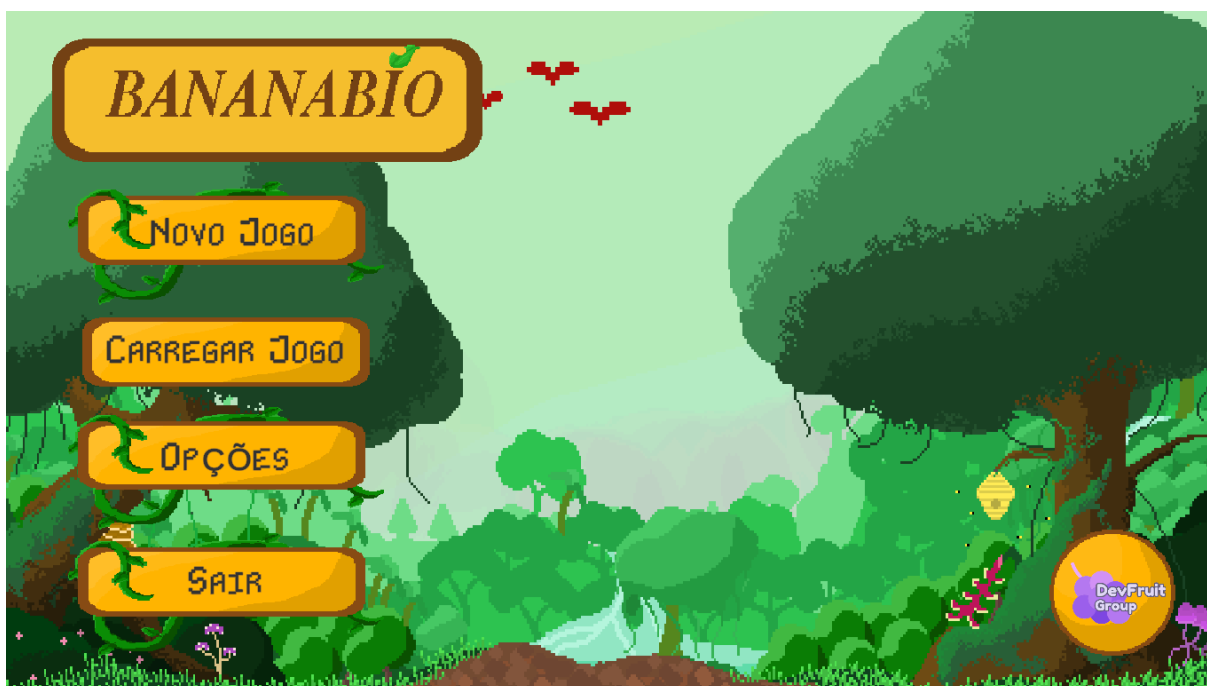 BANANABIO
Novo Jogo
Carregar Jogo
Opções
Sair
DevFruit
Group